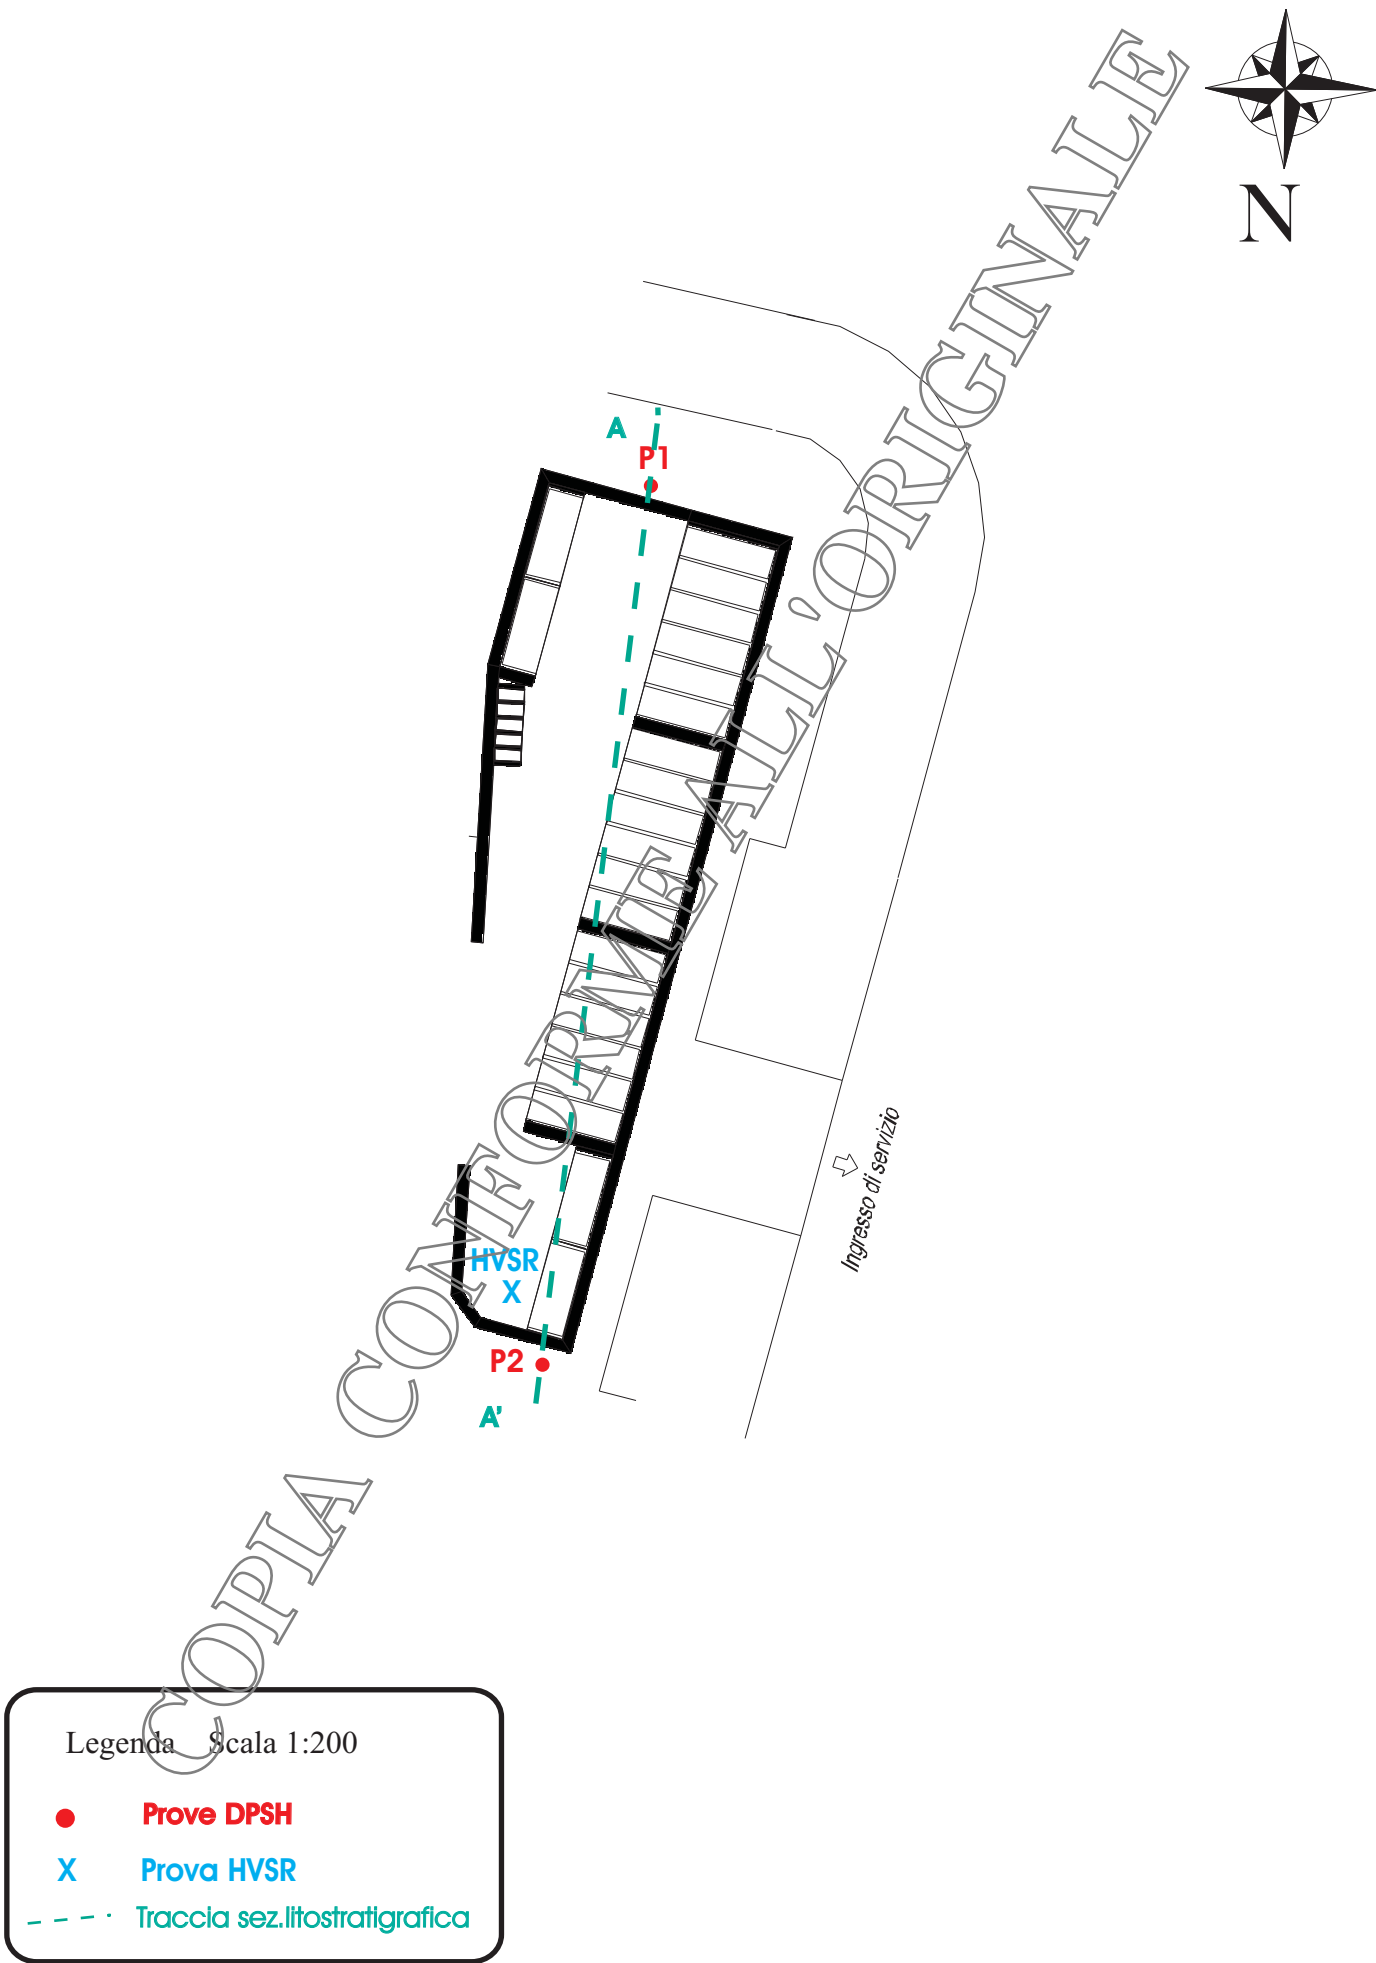 N
COPIA CONFORME ALL'ORIGINALE
A
P1
Ingresso di servizio
HVSR
X
P2
A'
Legenda Scala 1:200
Prove DPSH
X Prova HVSR
Traccia sez.litostratigrafica